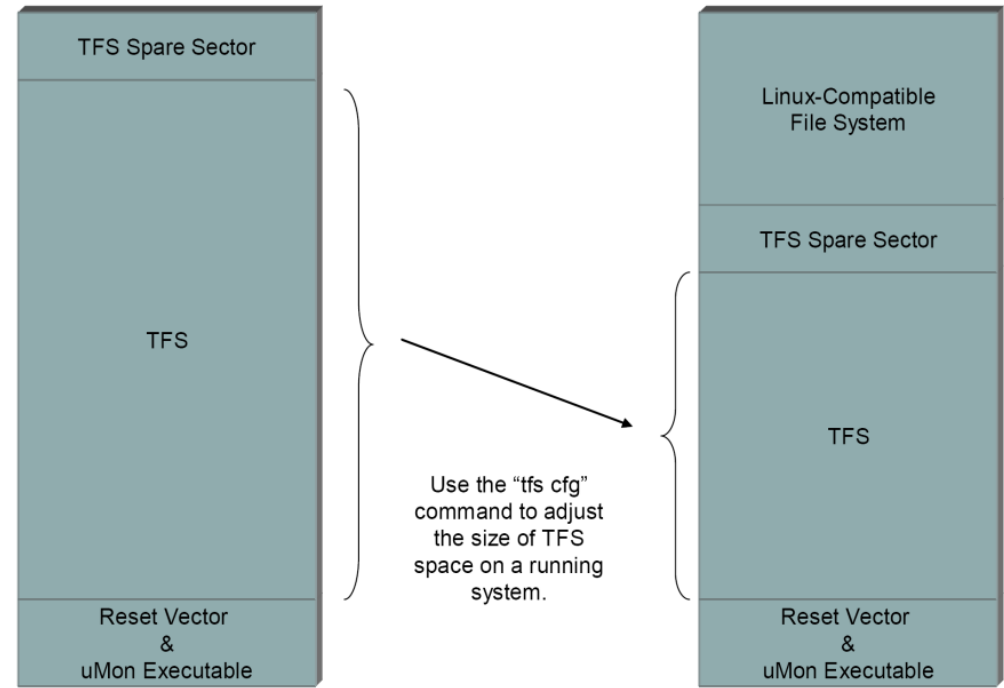 TFS Spare Sector
TFS
Reset Vector
&
uMon Executable
Use the “tfs cfg”
command to adjust
the size of TFS
space on a running
system.
Linux-Compatible
File System
TFS Spare Sector
TFS
Reset Vector
&
uMon Executable